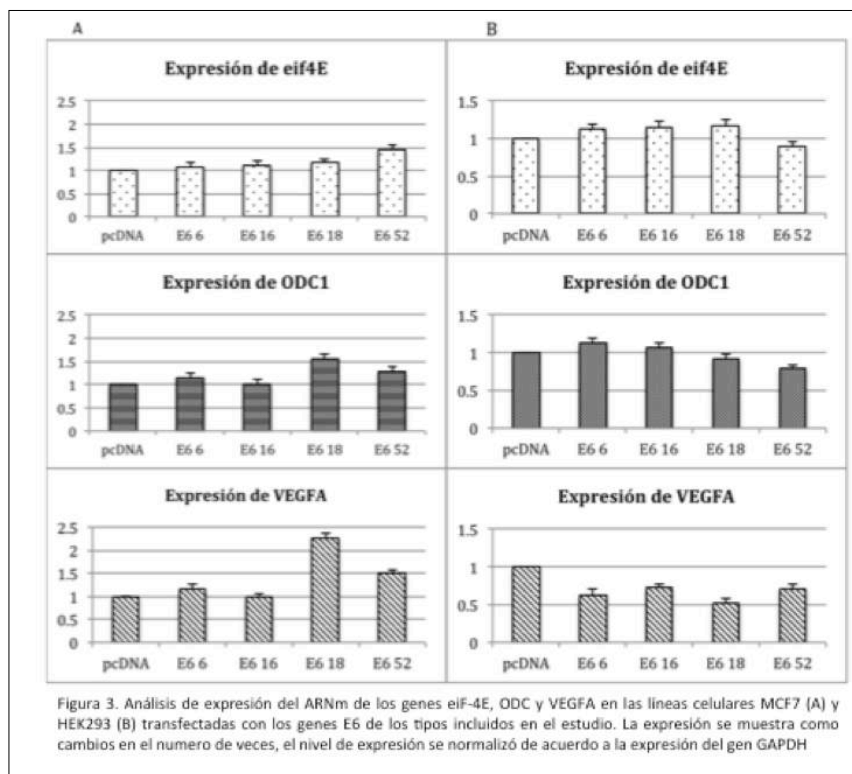 A
B
Expresión de eif4E
2.5
2
1.5
1
0.5
0
pcDNA E6 6 E6 16 E6 18 E6 52
Expresión de eif4E
1.5
1
0.5
0
pcDNA E6 6 E6 16 E6 18 E6 52
Expresión de ODC1
2.5
2
1.5
1
0.5
0
pcDNA E6 6 E6 16 E6 18 E6 52
Expresión de ODC1
1.5
1
0.5
0
pcDNA E6 6 E6 16 E6 18 E6 52
Expresión de VEGFA
2.5
2
1.5
1
0.5
0
pcDNA E6 6 E6 16 E6 18 E6 52
Expresión de VEGFA
1.5
1
0.5
0
pcDNA E6 6 E6 16 E6 18 E6 52
Figura 3. Análisis de expresión del ARNm de los genes eiF-4E, ODC y VEGFA en las líneas celulares MCF7 (A) y
HEK293 (B) transfectadas con los genes E6 de los tipos incluidos en el estudio. La expresión se muestra como
cambios en el numero de veces, el nivel de expresión se normalizó de acuerdo a la expresión del gen GAPDH